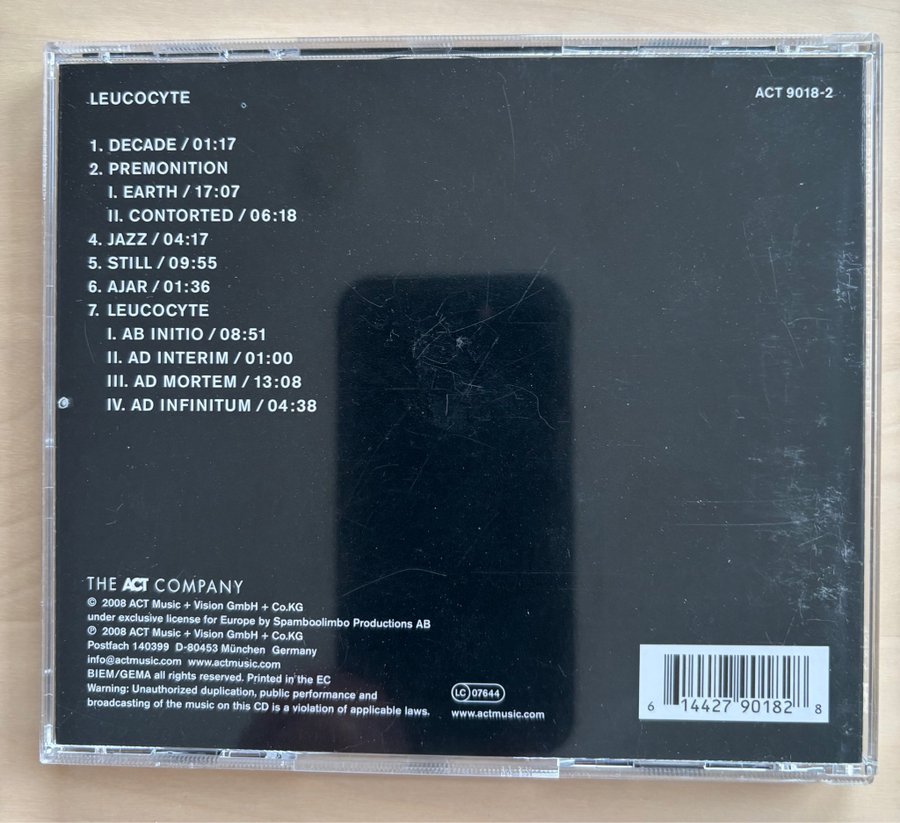 LEUCOCYTE
ACT 9018-2
1. DECADE / 01:17
2. PREMONITION
I. EARTH / 17:07
II. CONTORTED / 06:18
4. JAZZ / 04:17
5. STILL / 09:55
6. AJAR / 01:36
7. LEUCOCYTE
I. AB INITIO / 08:51
II. AD INTERIM / 01:00
III. AD MORTEM / 13:08
IV. AD INFINITUM / 04:38
THE ACT COMPANY
© 2008 ACT Music + Vision GmbH + Co.KG
under exclusive license for Europe by Spamboolimbo Productions AB
℗ 2008 ACT Music + Vision GmbH + Co.KG
Postfach 140399 D-80453 München Germany
info@actmusic.com www.actmusic.com
BIEM/GEMA all rights reserved. Printed in the EC
Warning: Unauthorized duplication, public performance and
broadcasting of the music on this CD is a violation of applicable laws.
LC 07644
www.actmusic.com
6 14427 90182 8